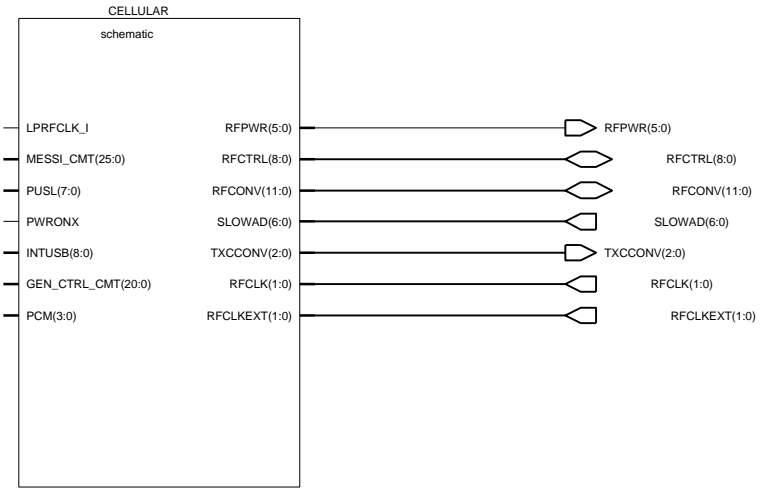 CELLULAR
schematic
LPRFCLK_I RFPWR(5:0) RFPWR(5:0)
MESSI_CMT(25:0) RFCTRL(8:0) RFCTRL(8:0)
PUSL(7:0) RFCONV(11:0) RFCONV(11:0)
PWRONX SLOWAD(6:0) SLOWAD(6:0)
INTUSB(8:0) TXCCONV(2:0) TXCCONV(2:0)
GEN_CTRL_CMT(20:0) RFCLK(1:0) RFCLK(1:0)
PCM(3:0) RFCLKEXT(1:0) RFCLKEXT(1:0)